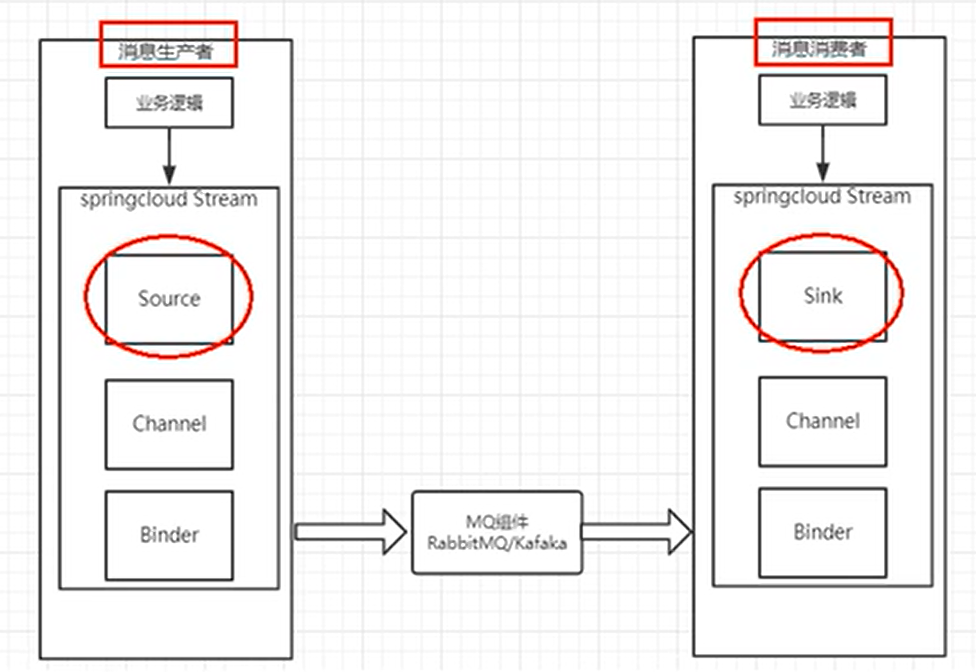 消息生产者
业务逻辑
springcloud Stream
Source
Channel
Binder
MQ组件
RabbitMQ/Kafaka
消息消费者
业务逻辑
springcloud Stream
Sink
Channel
Binder